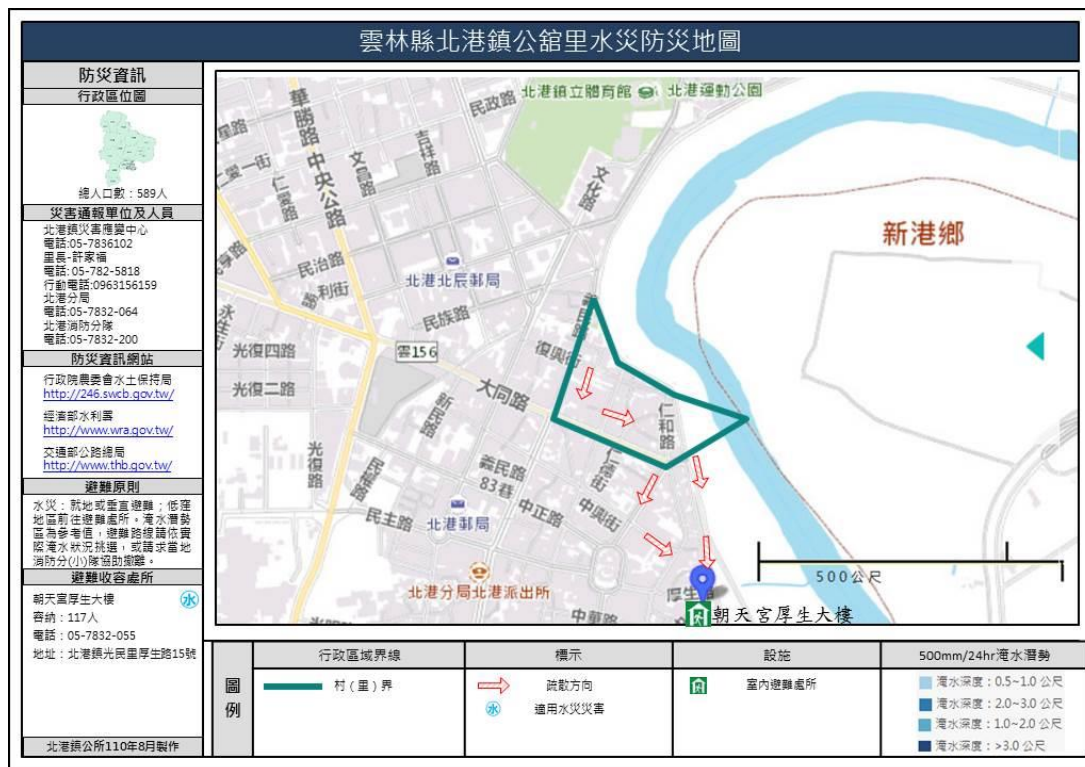 雲林縣北港鎮公舘里水災防災地圖
防災資訊
行政區位圖
總人口數：589人
災害通報單位及人員
北港鎮災害應變中心
電話:05-7836102
里長-許家福
電話:05-782-5818
行動電話:0963156159
北港分局
電話:05-7832-064
北港消防分隊
電話:05-7832-200
防災資訊網站
行政院農委會水土保持局
http://246.swcb.gov.tw/
經濟部水利署
http://www.wra.gov.tw/
交通部公路總局
http://www.thb.gov.tw/
避難原則
水災：就地或垂直避難；低窪
地區前往避難處所。淹水潛勢
區為參考值，避難路線請依實
際淹水狀況挑選，或請求當地
消防分(小)隊協助撤離。
避難收容處所
朝天宮厚生大樓
水
容納：117人
電話：05-7832-055
地址：北港鎮光民里厚生路15號
北港鎮公所110年8月製作
北港鎮立體育館
北港運動公園
民政路
華勝路
中央公路
吉祥路
文昌路
文化路
仁愛一街
仁愛路
新港鄉
民治路
北港北辰郵局
民族路
義民路
復興街
光復四路
雲156
光復二路
大同路
新民路
仁和路
光復路
義民路
83巷
仁德街
民主路
北港郵局
中正路
中興街
500公尺
北港分局北港派出所
中華路
朝天宮厚生大樓
圖例
行政區域界線
標示
設施
500mm/24hr淹水潛勢
村（里）界
疏散方向
室內避難處所
水
適用水災災害
淹水深度：0.5~1.0 公尺
淹水深度：2.0~3.0 公尺
淹水深度：1.0~2.0 公尺
淹水深度：>3.0 公尺